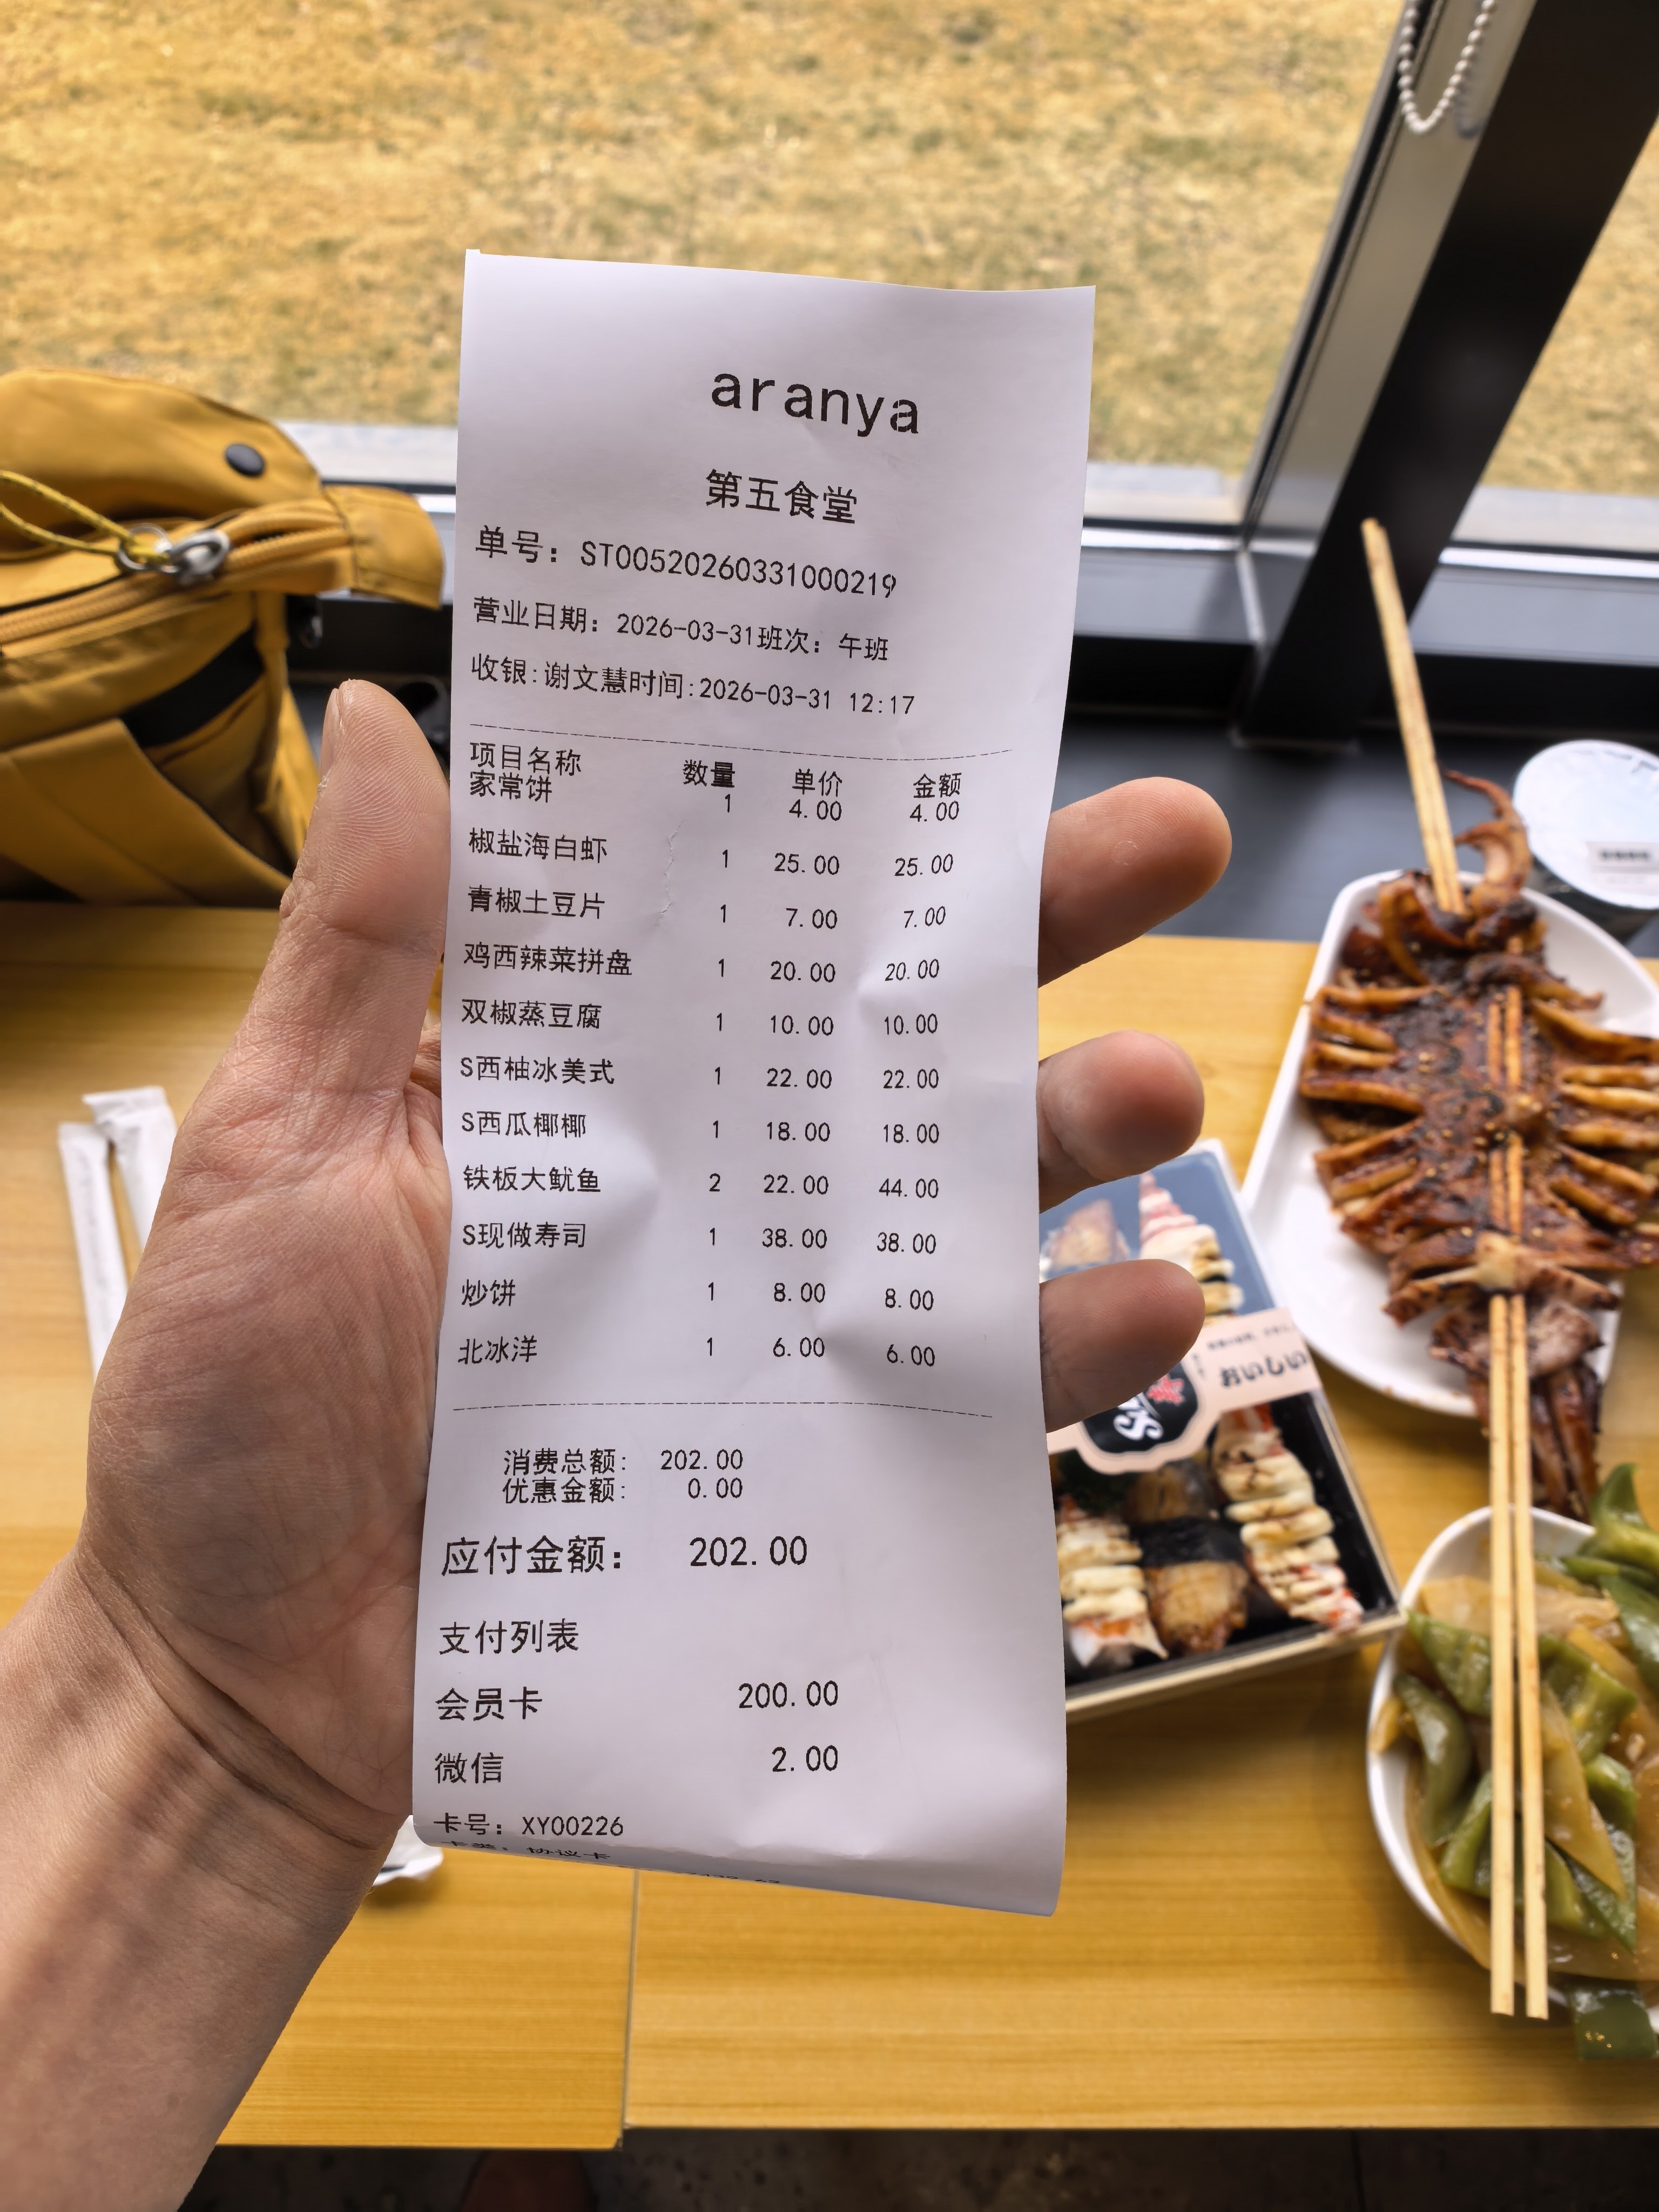 aranya
第五食堂
单号：ST00520260331000219
营业日期：2026-03-31班次：午班
收银:谢文慧时间:2026-03-31 12:17
项目名称 数量 单价 金额
家常饼 1 4.00 4.00
椒盐海白虾 1 25.00 25.00
青椒土豆片 1 7.00 7.00
鸡西辣菜拼盘 1 20.00 20.00
双椒蒸豆腐 1 10.00 10.00
S西柚冰美式 1 22.00 22.00
S西瓜椰椰 1 18.00 18.00
铁板大鱿鱼 2 22.00 44.00
S现做寿司 1 38.00 38.00
炒饼 1 8.00 8.00
北冰洋 1 6.00 6.00
消费总额: 202.00
优惠金额: 0.00
应付金额: 202.00
支付列表
会员卡 200.00
微信 2.00
卡号：XY00226
协议卡
おいしい